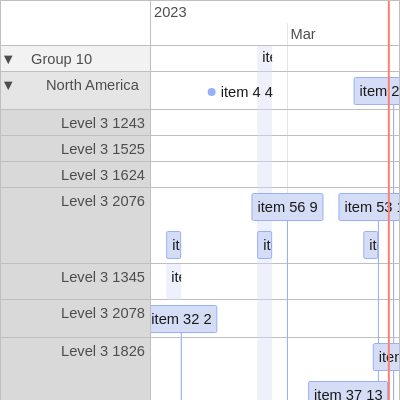 2023
Mar
▼ Group 10
ite
▼ North America
item 4 4
item 2
Level 3 1243
Level 3 1525
Level 3 1624
Level 3 2076
item 56 9
item 53 1
it
it
it
Level 3 1345
ite
Level 3 2078
item 32 2
Level 3 1826
iter
item 37 13